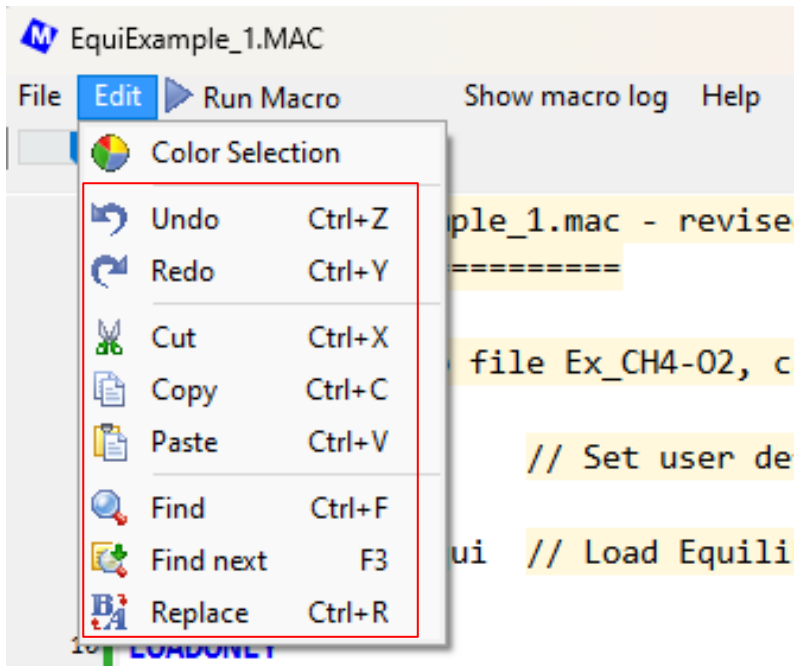 EquiExample_1.MAC
File Edit Run Macro Show macro log Help
Color Selection
Undo Ctrl+Z ple_1.mac - revise
Redo Ctrl+Y =========
Cut Ctrl+X
file Ex_CH4-O2, c
Copy Ctrl+C
Paste Ctrl+V // Set user de
Find Ctrl+F
Find next F3 ui // Load Equili
Replace Ctrl+R
LOADONLY